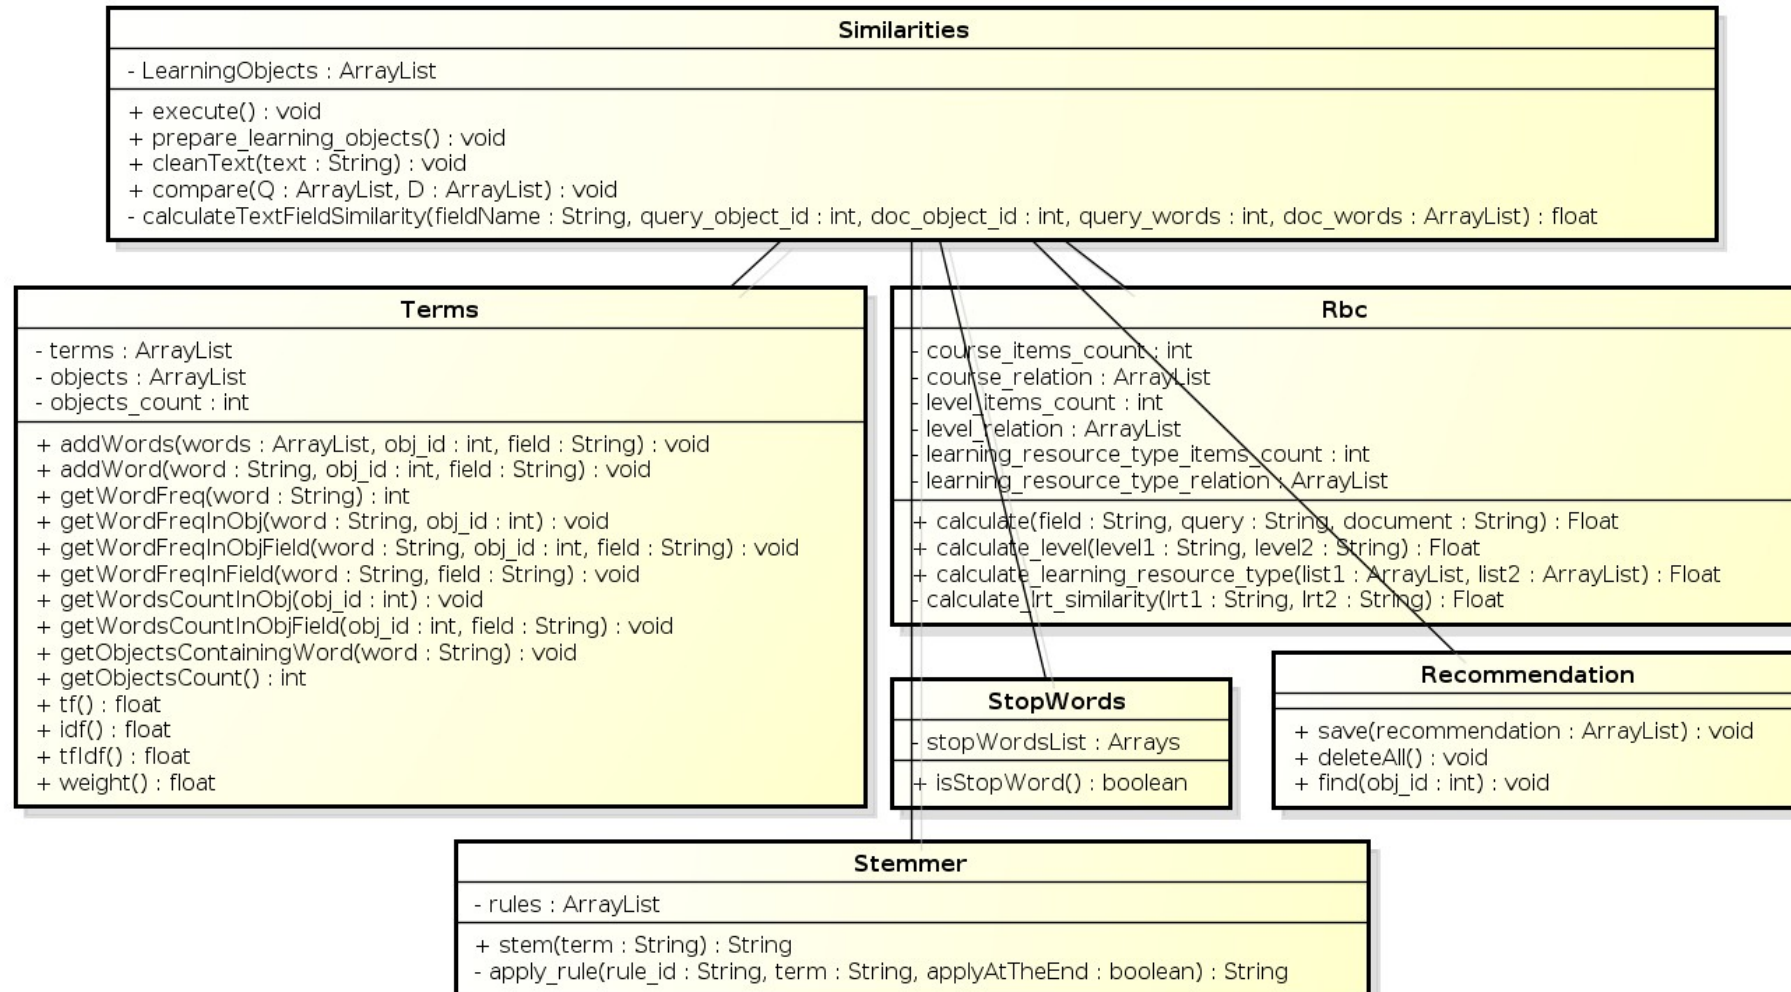 Similarities
- LearningObjects : ArrayList
+ execute() : void
+ prepare_learning_objects() : void
+ cleanText(text : String) : void
+ compare(Q : ArrayList, D : ArrayList) : void
- calculateTextFieldSimilarity(fieldName : String, query_object_id : int, doc_object_id : int, query_words : int, doc_words : ArrayList) : float
Terms
- terms : ArrayList
- objects : ArrayList
- objects_count : int
+ addWords(words : ArrayList, obj_id : int, field : String) : void
+ addWord(word : String, obj_id : int, field : String) : void
+ getWordFreq(word : String) : int
+ getWordFreqInObj(word : String, obj_id : int) : void
+ getWordFreqInObjField(word : String, obj_id : int, field : String) : void
+ getWordFreqInField(word : String, field : String) : void
+ getWordsCountInObj(obj_id : int) : void
+ getWordsCountInObjField(obj_id : int, field : String) : void
+ getObjectsContainingWord(word : String) : void
+ getObjectsCount() : int
+ tf() : float
+ idf() : float
+ tfIdf() : float
+ weight() : float
Rbc
- course_items_count : int
- course_relation : ArrayList
- level_items_count : int
- level_relation : ArrayList
- learning_resource_type_items_count : int
- learning_resource_type_relation : ArrayList
+ calculate(field : String, query : String, document : String) : Float
+ calculate_level(level1 : String, level2 : String) : Float
+ calculate_learning_resource_type(list1 : ArrayList, list2 : ArrayList) : Float
- calculate_lrt_similarity(lrt1 : String, lrt2 : String) : Float
StopWords
- stopWordsList : Arrays
+ isStopWord() : boolean
Recommendation
+ save(recommendation : ArrayList) : void
+ deleteAll() : void
+ find(obj_id : int) : void
Stemmer
- rules : ArrayList
+ stem(term : String) : String
- apply_rule(rule_id : String, term : String, applyAtTheEnd : boolean) : String